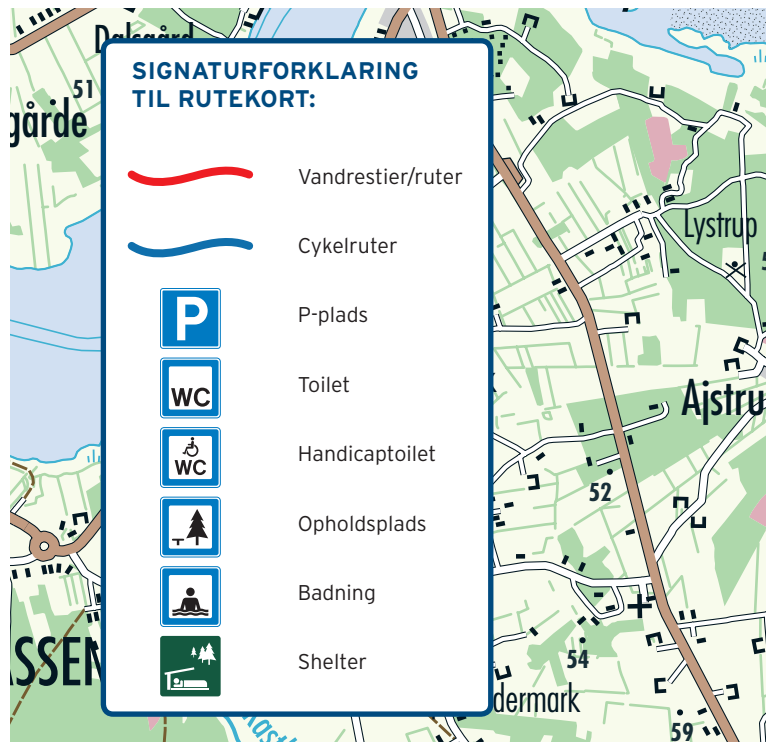 Dalsgård
51
gårde
SIGNATURFORKLARING
TIL RUTEKORT:
Vandrestier/ruter
Cykelruter
P
P-plads
WC
Toilet
WC
Handicaptoilet
Opholdsplads
Badning
Shelter
Lystrup
Ajstru
52
54
dermark
59
SSEN